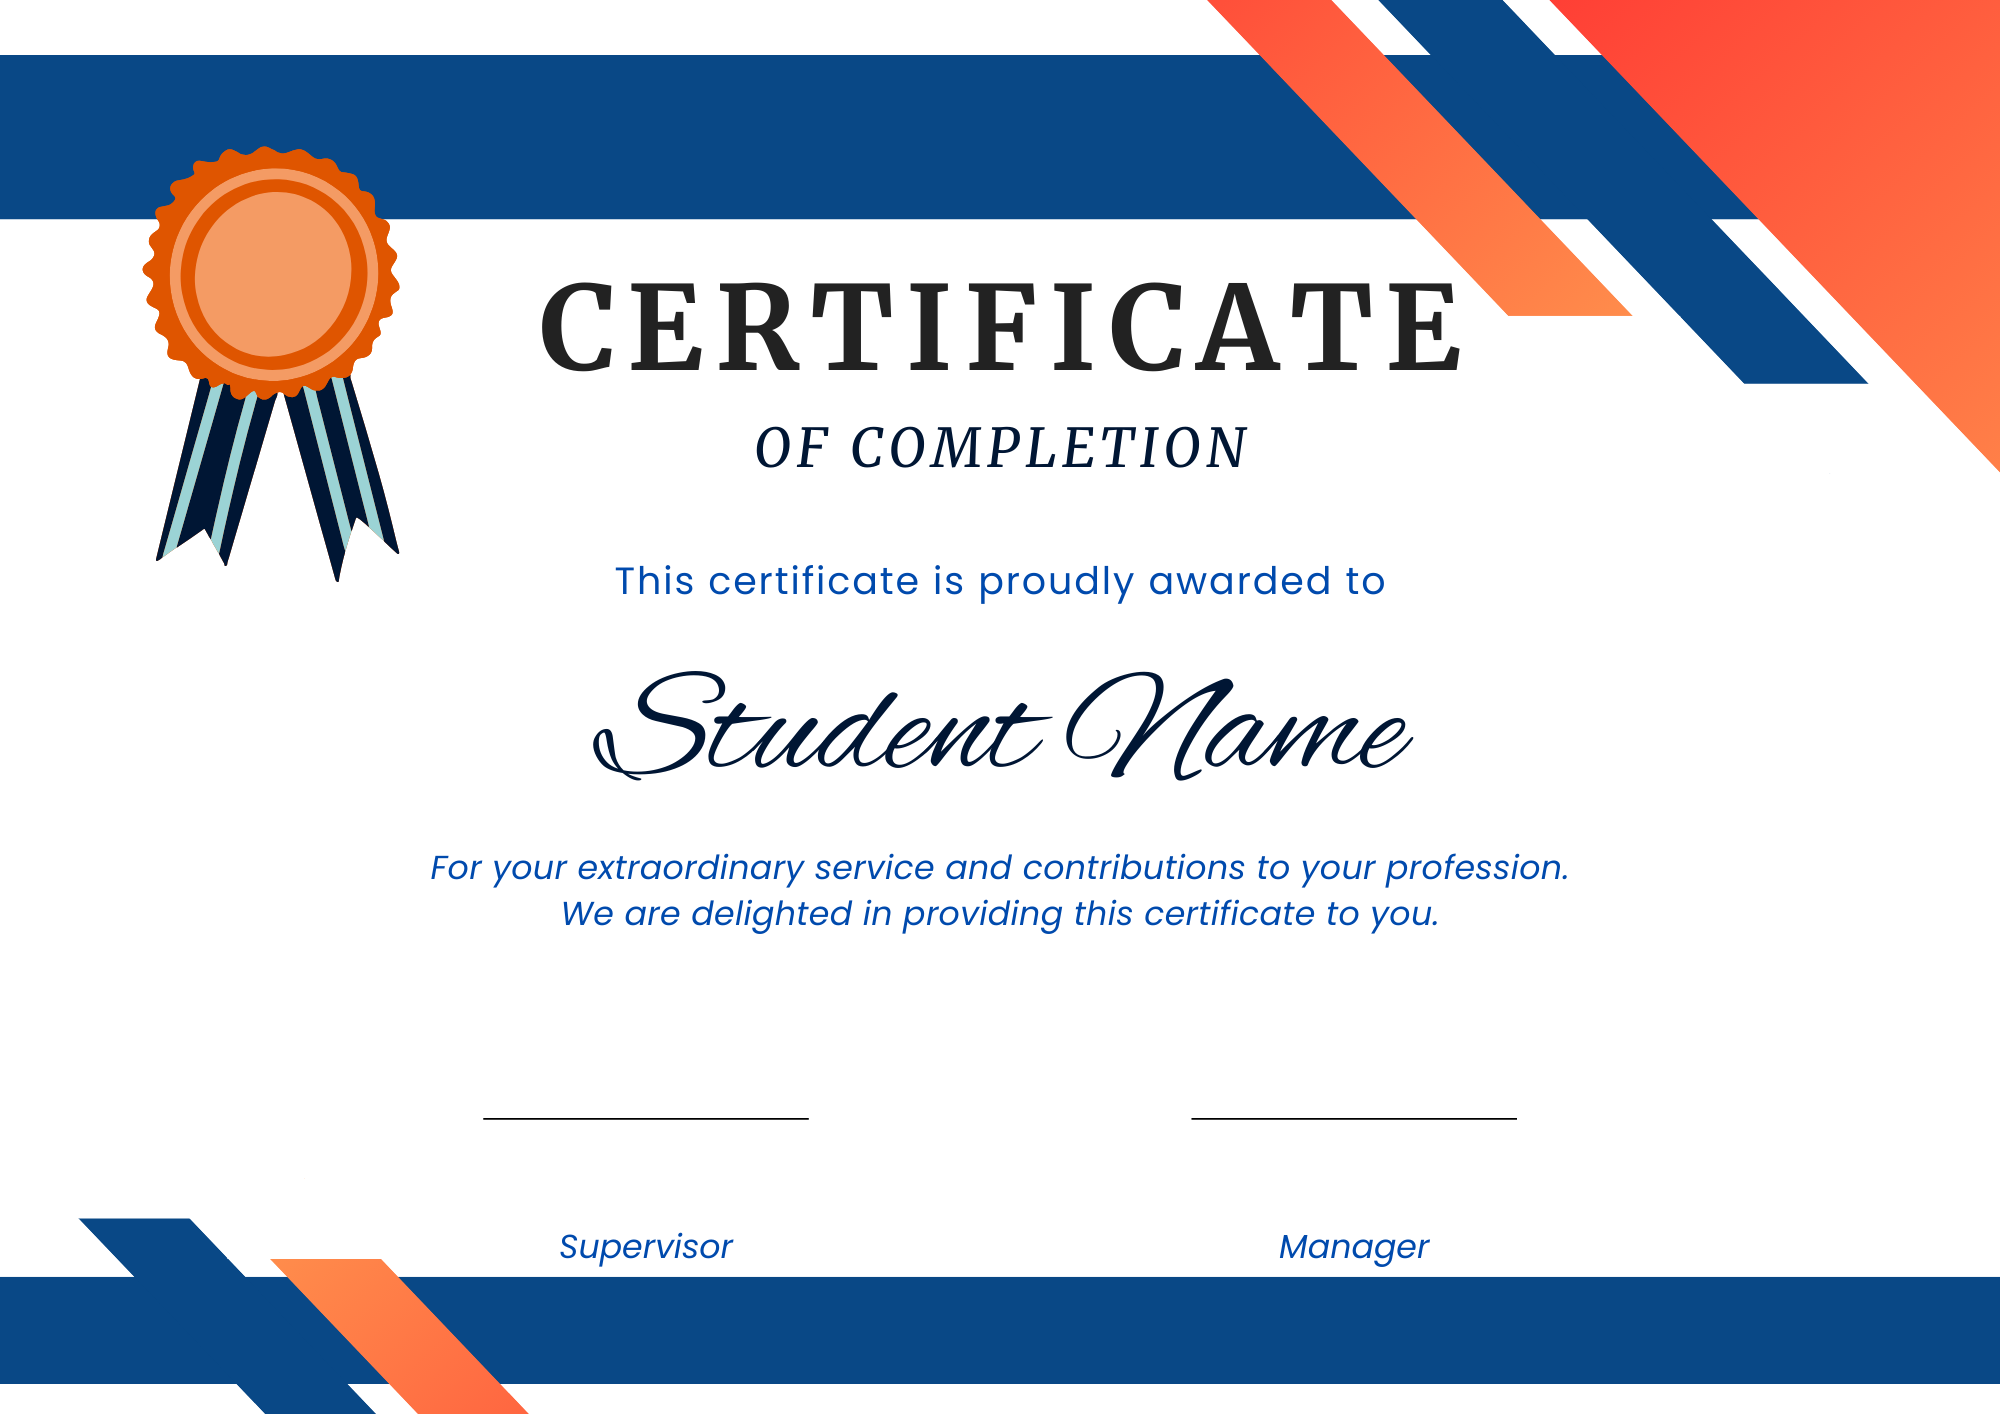 CERTIFICATE
OF COMPLETION
This certificate is proudly awarded to
Student Name
For your extraordinary service and contributions to your profession.
We are delighted in providing this certificate to you.
Supervisor
Manager